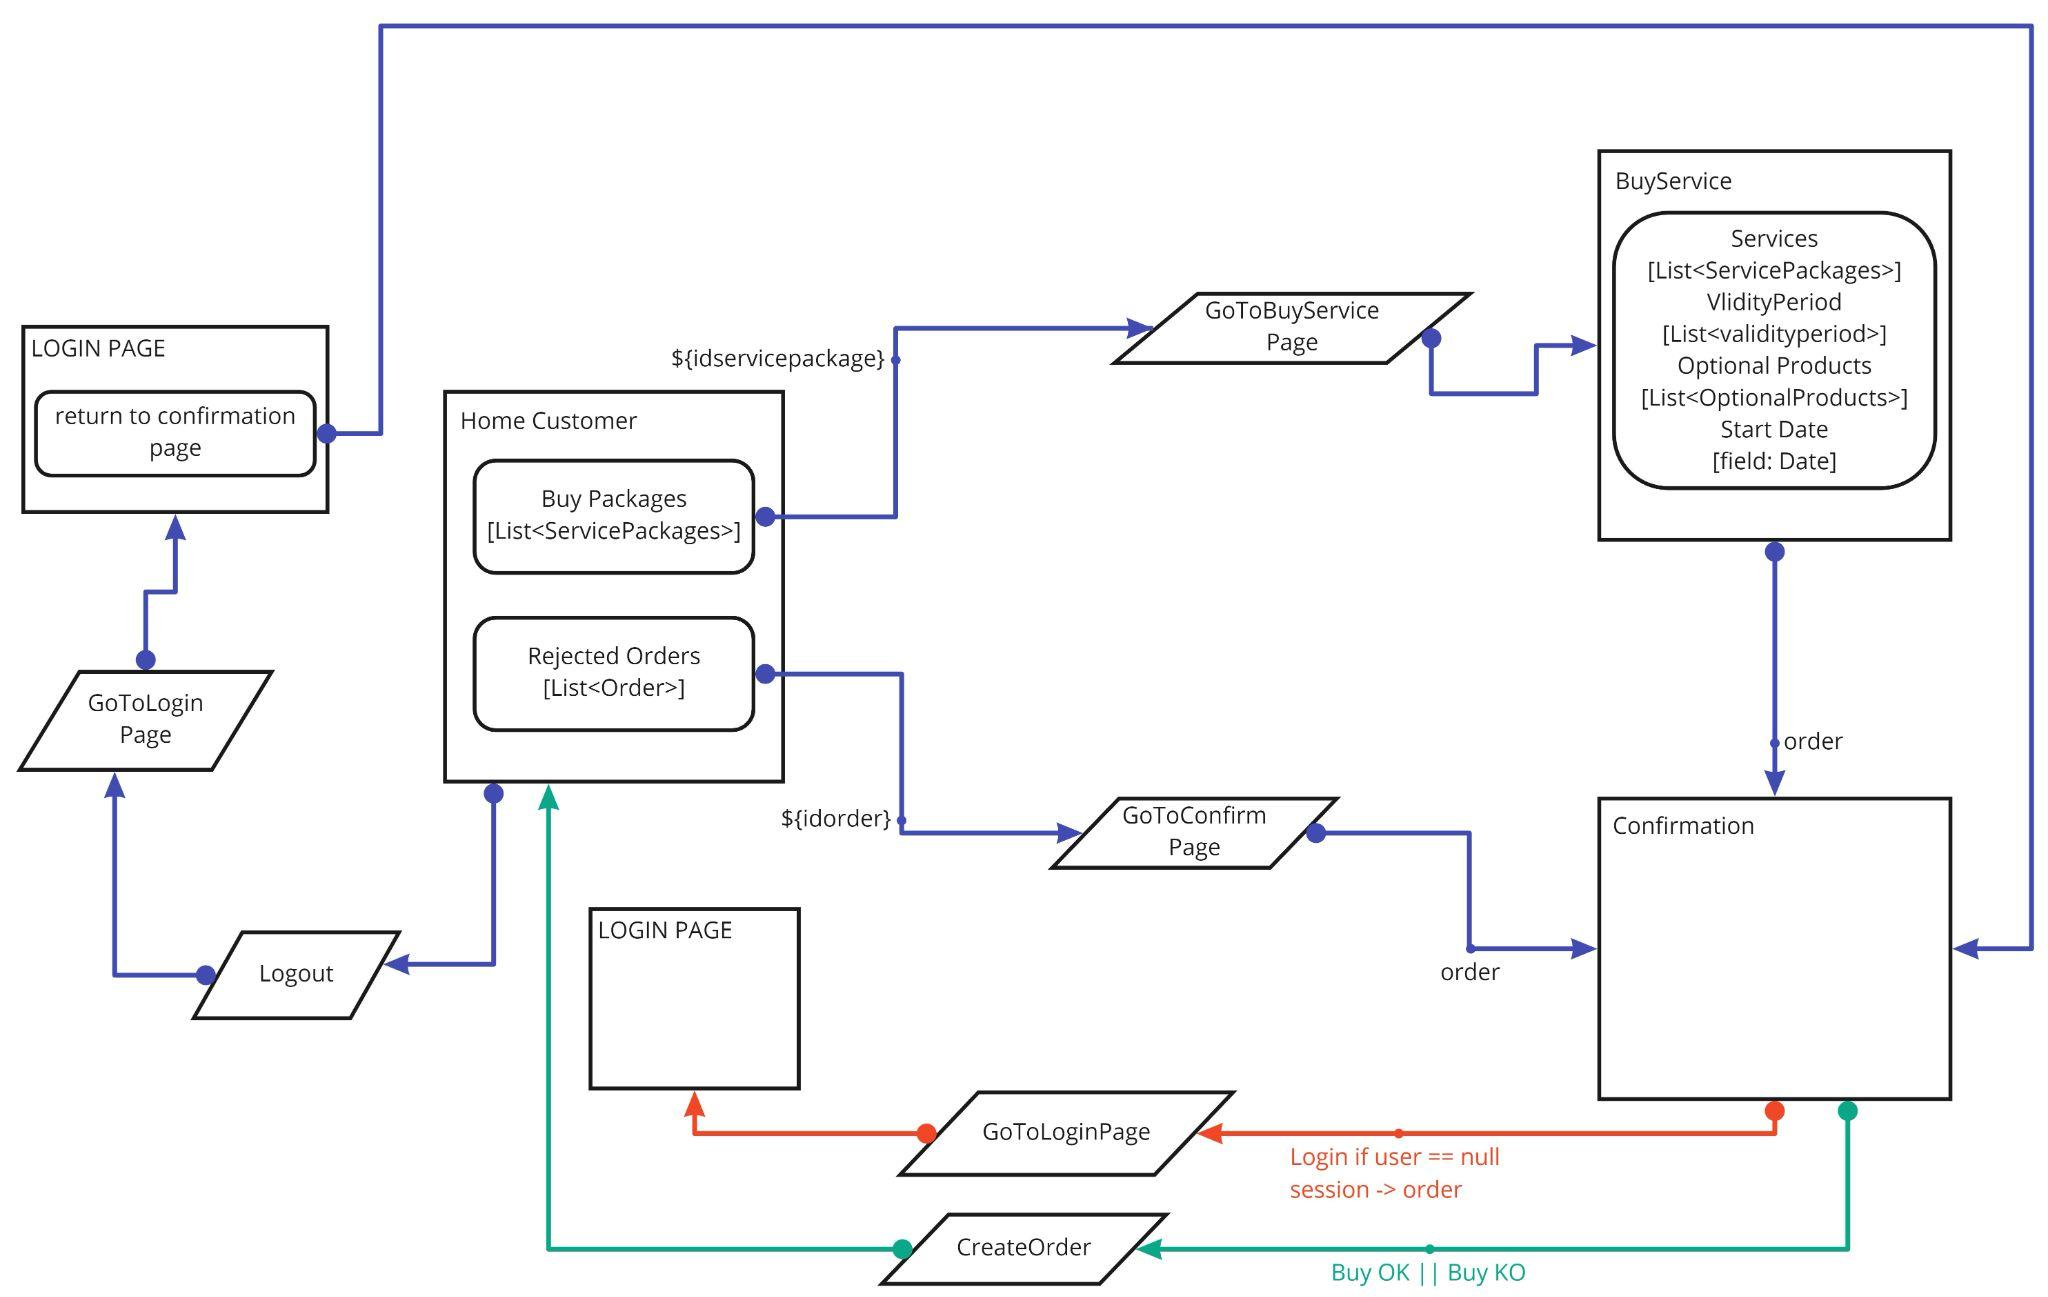 BuyService
Services
[List<ServicePackages>]
VlidityPeriod
[List<validityperiod>]
Optional Products
[List<OptionalProducts>]
Start Date
[field: Date]
GoToBuyService
Page
LOGIN PAGE
return to confirmation
page
${idservicepackage}
Home Customer
Buy Packages
[List<ServicePackages>]
Rejected Orders
[List<Order>]
GoToLogin
Page
order
${idorder}
GoToConfirm
Page
Confirmation
LOGIN PAGE
Logout
order
GoToLoginPage
Login if user == null
session -> order
CreateOrder
Buy OK || Buy KO